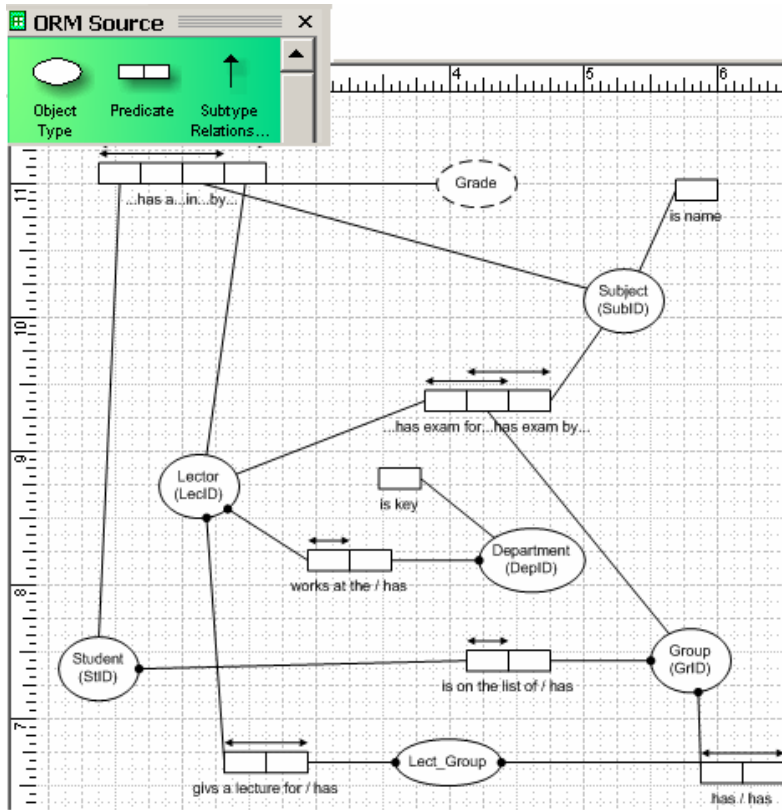 ORM Source
Object
Type
Predicate
Subtype
Relations...
4
5
6
11
10
9
8
7
...has a...in...by...
Grade
is name
Subject
(SubID)
...has exam for...has exam by...
Lector
(LecID)
is key
Department
(DepID)
works at the / has
Student
(StID)
is on the list of / has
Group
(GrID)
Lect_Group
givs a lecture for / has
has / has